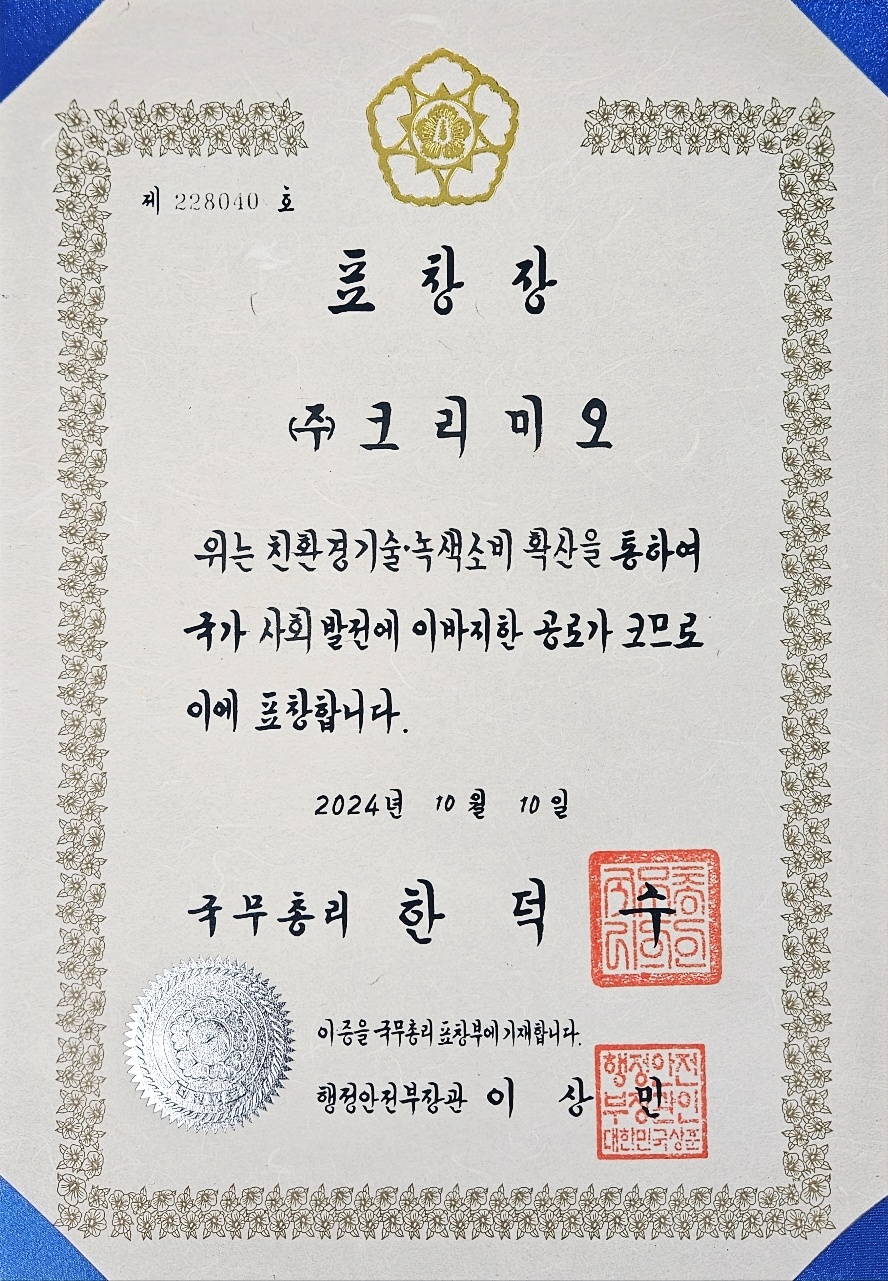 제 228040 호
표창장
(주)크리미오
위는 친환경기술·녹색소비 확산을 통하여
국가 사회 발전에 이바지한 공로가 크므로
이에 표창합니다.
2024년 10월 10일
국무총리 한덕수
이 증을 국무총리 표창부에 기재합니다.
행정안전부장관 이상민
행정안전
부장관인
대한민국상훈